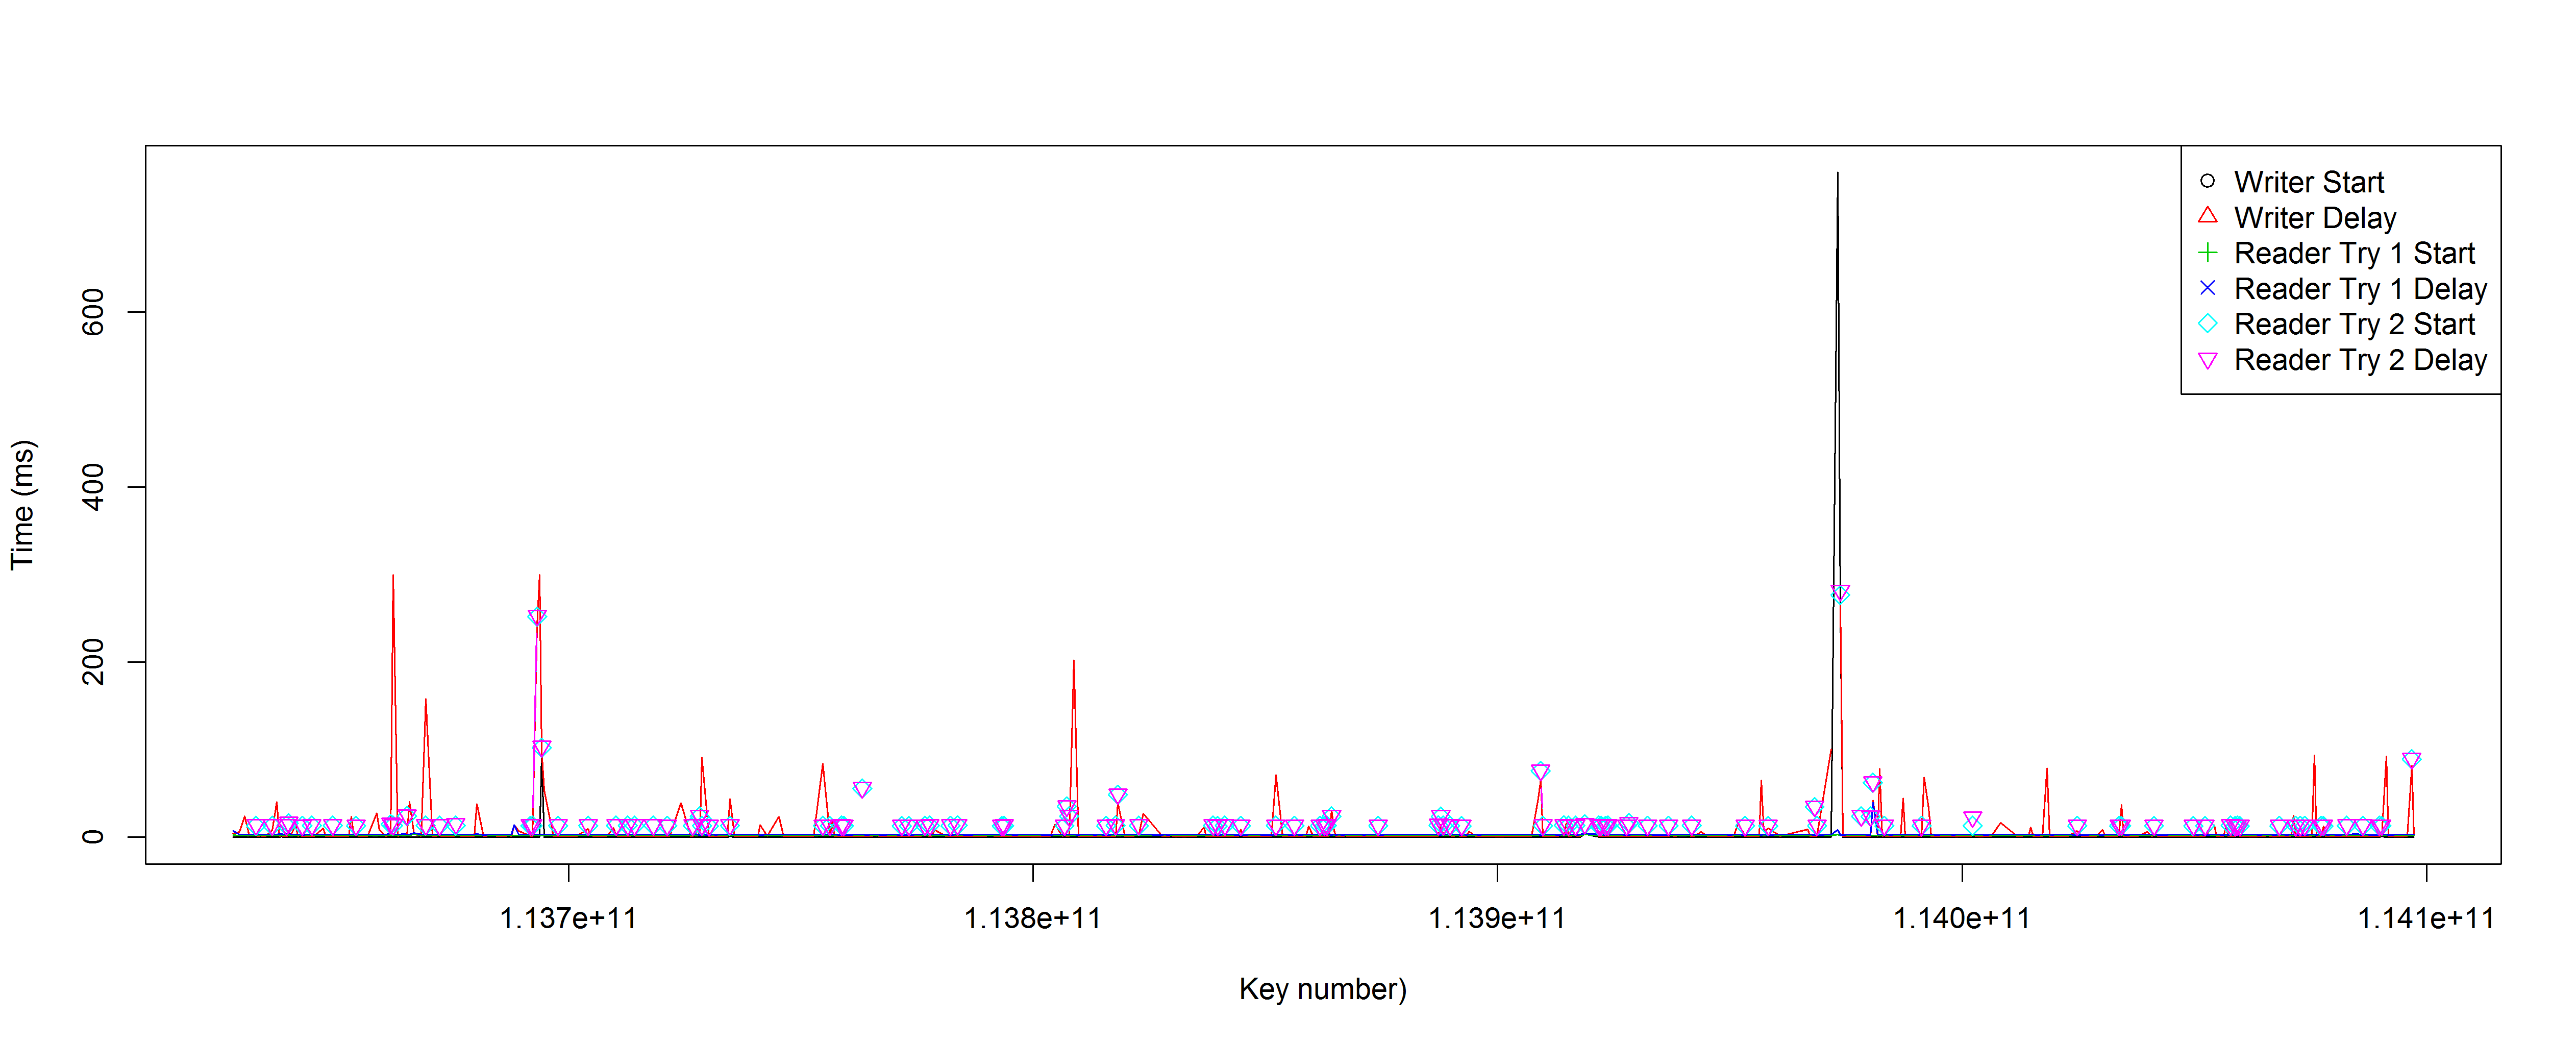 Writer Start
Writer Delay
Reader Try 1 Start
Reader Try 1 Delay
Reader Try 2 Start
Reader Try 2 Delay
Time (ms)
600
400
200
0
1.137e+11 1.138e+11 1.139e+11 1.140e+11 1.141e+11
Key number)